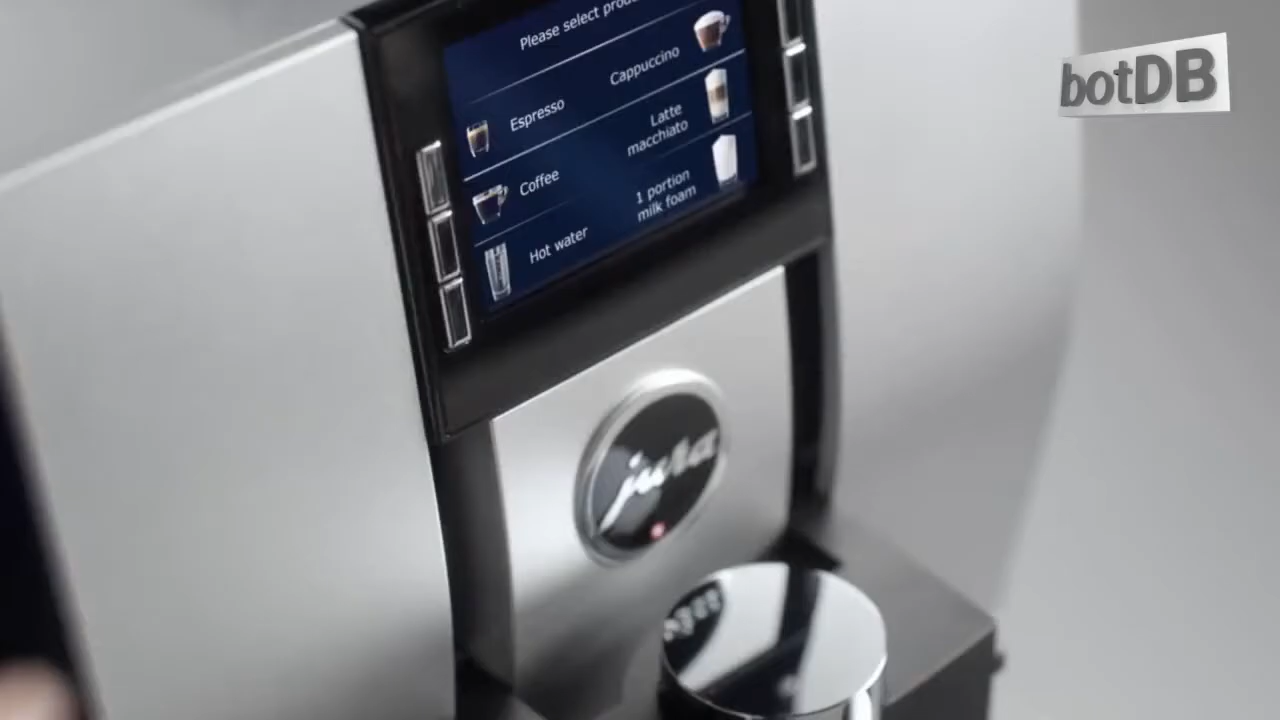 Please select produ
Espresso
Coffee
Hot water
Cappuccino
Latte
macchiato
1 portion
milk foam
jura
botDB